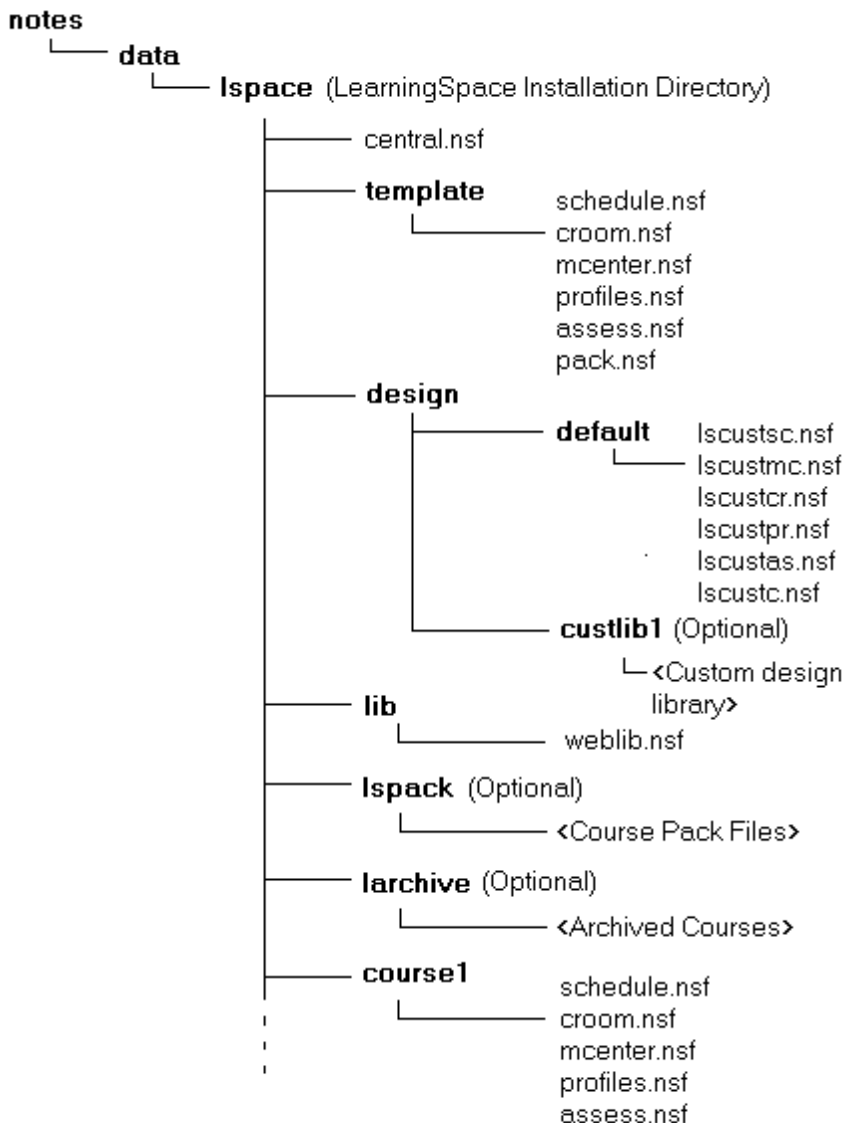 notes
data
lspace (LearningSpace Installation Directory)
central.nsf
template
schedule.nsf
croom.nsf
mcenter.nsf
profiles.nsf
assess.nsf
pack.nsf
design
default
lscustsc.nsf
lscustmc.nsf
lscustcr.nsf
lscustpr.nsf
lscustas.nsf
lscustc.nsf
custlib1 (Optional)
<Custom design
library>
lib
weblib.nsf
lspack (Optional)
<Course Pack Files>
larchive (Optional)
<Archived Courses>
course1
schedule.nsf
croom.nsf
mcenter.nsf
profiles.nsf
assess.nsf